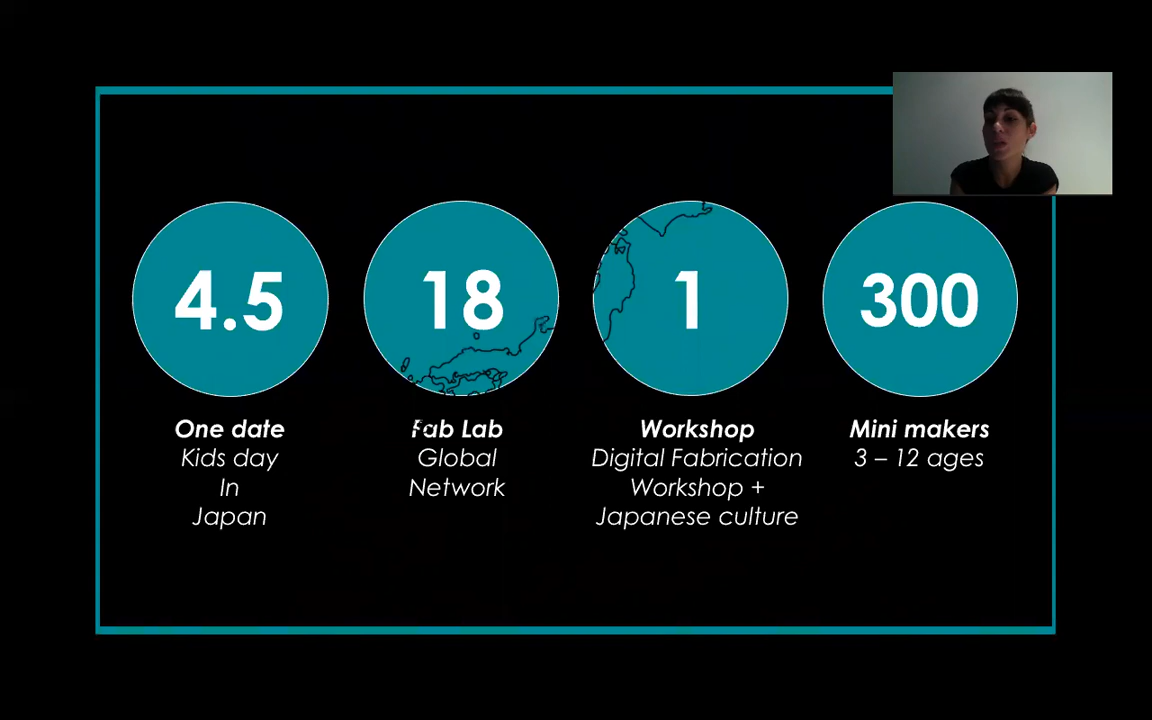 4.5
One date
Kids day
In
Japan
18
Fab Lab
Global
Network
1
Workshop
Digital Fabrication
Workshop +
Japanese culture
300
Mini makers
3 – 12 ages